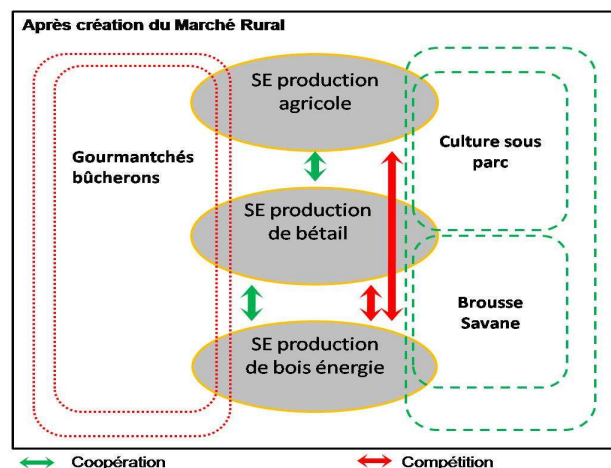 Après création du Marché Rural
SE production
agricole
Gourmantchés
bûcherons
Culture sous
parc
SE production
de bétail
Brousse
Savane
SE production
de bois énergie
Coopération
Compétition